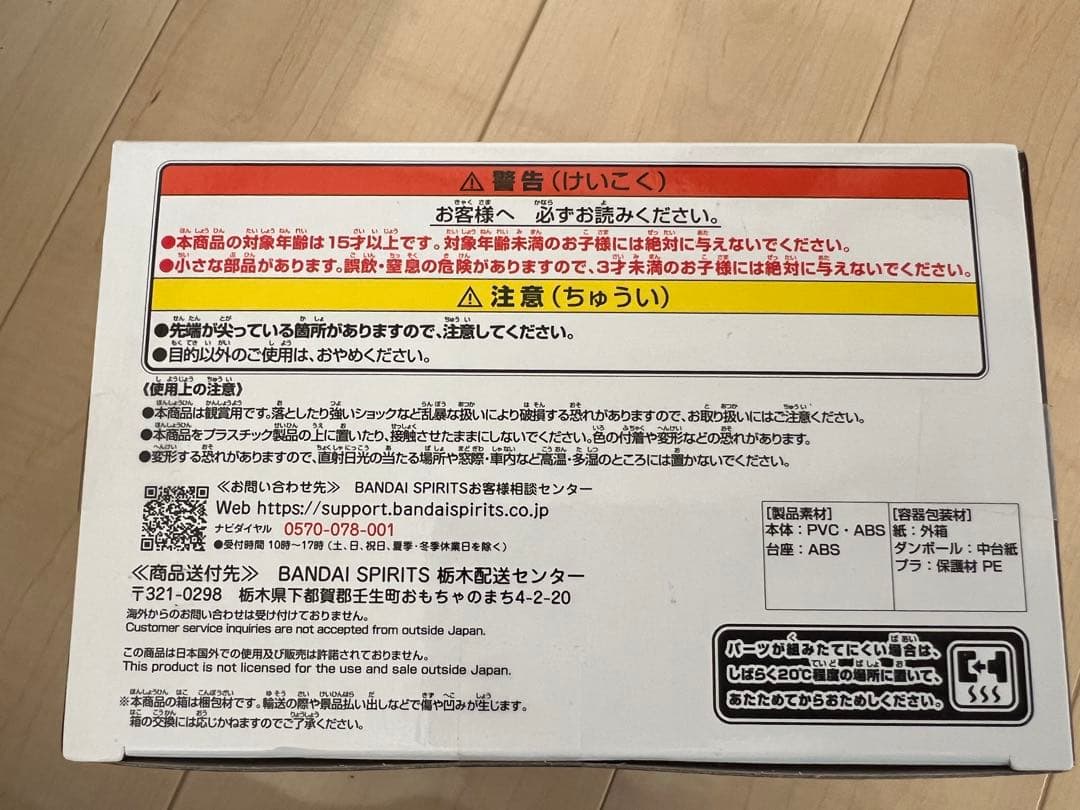 ⚠警告(けいこく)
お客様へ 必ずお読みください。
●本商品の対象年齢は15才以上です。対象年齢未満のお子様には絶対に与えないでください。
●小さな部品があります。誤飲・窒息の危険がありますので、3才未満のお子様には絶対に与えないでください。
⚠注意(ちゅうい)
●先端が尖っている箇所がありますので、注意してください。
●目的以外のご使用は、おやめください。
《使用上の注意》
●本商品は観賞用です。落としたり強いショックなど乱暴な扱いにより破損する恐れがありますので、お取り扱いにはご注意ください。
●本商品をプラスチック製品の上に置いたり、接触させたままにしないでください。色の付着や変形などの恐れがあります。
●変形する恐れがありますので、直射日光の当たる場所や窓際・車内など高温・多湿のところには置かないでください。
≪お問い合わせ先≫ BANDAI SPIRITSお客様相談センター
Web https://support.bandaispirits.co.jp
ナビダイヤル 0570-078-001
●受付時間 10時〜17時(土、日、祝日、夏季・冬季休業日を除く)
≪商品送付先≫ BANDAI SPIRITS 栃木配送センター
〒321-0298 栃木県下都賀郡壬生町おもちゃのまち4-2-20
海外からのお問い合わせは受け付けておりません。
Customer service inquiries are not accepted from outside Japan.
この商品は日本国外での使用及び販売は許諾されておりません。
This product is not licensed for the use and sale outside Japan.
※本商品の箱は梱包材です。輸送の際や景品払い出しなどで傷や凹みが生じます。
箱の交換には応じかねますのでご了承ください。
[製品素材]
本体:PVC・ABS
台座:ABS
[容器包装材]
紙:外箱
ダンボール:中台紙
プラ:保護材 PE
パーツが組みたてにくい場合は、
しばらく20℃程度の場所に置いて、
あたためてからおためしください。